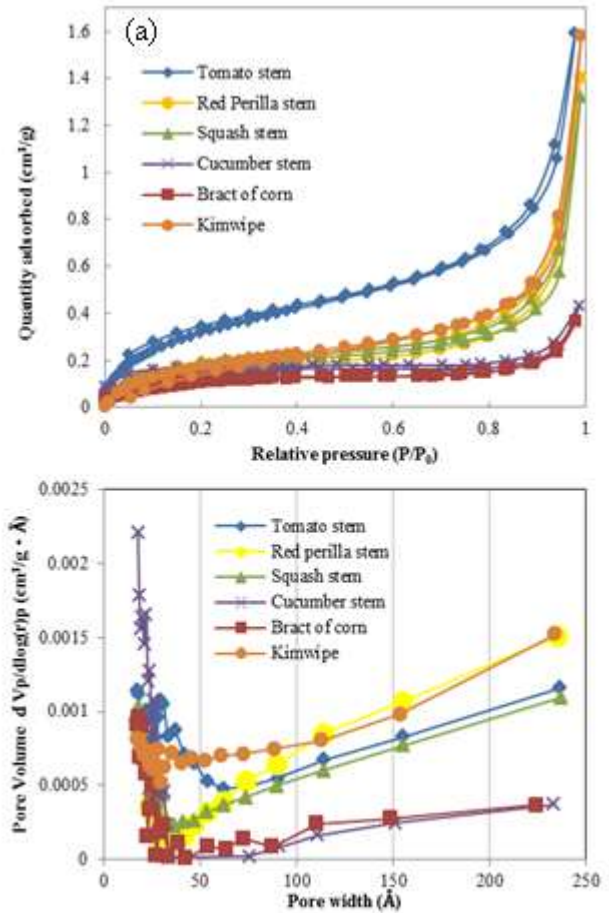 (a)
1.6
1.4
1.2
1
0.8
0.6
0.4
0.2
0
Quantity adsorbed (cm³/g)
Tomato stem
Red Perilla stem
Squash stem
Cucumber stem
Bract of corn
Kimwipe
0 0.2 0.4 0.6 0.8 1
Relative pressure (P/P₀)
0.0025
0.002
0.0015
0.001
0.0005
0
Pore Volume d Vp/dlog(r)p (cm³/g • Å)
Tomato stem
Red perilla stem
Squash stem
Cucumber stem
Bract of corn
Kimwipe
0 50 100 150 200 250
Pore width (Å)